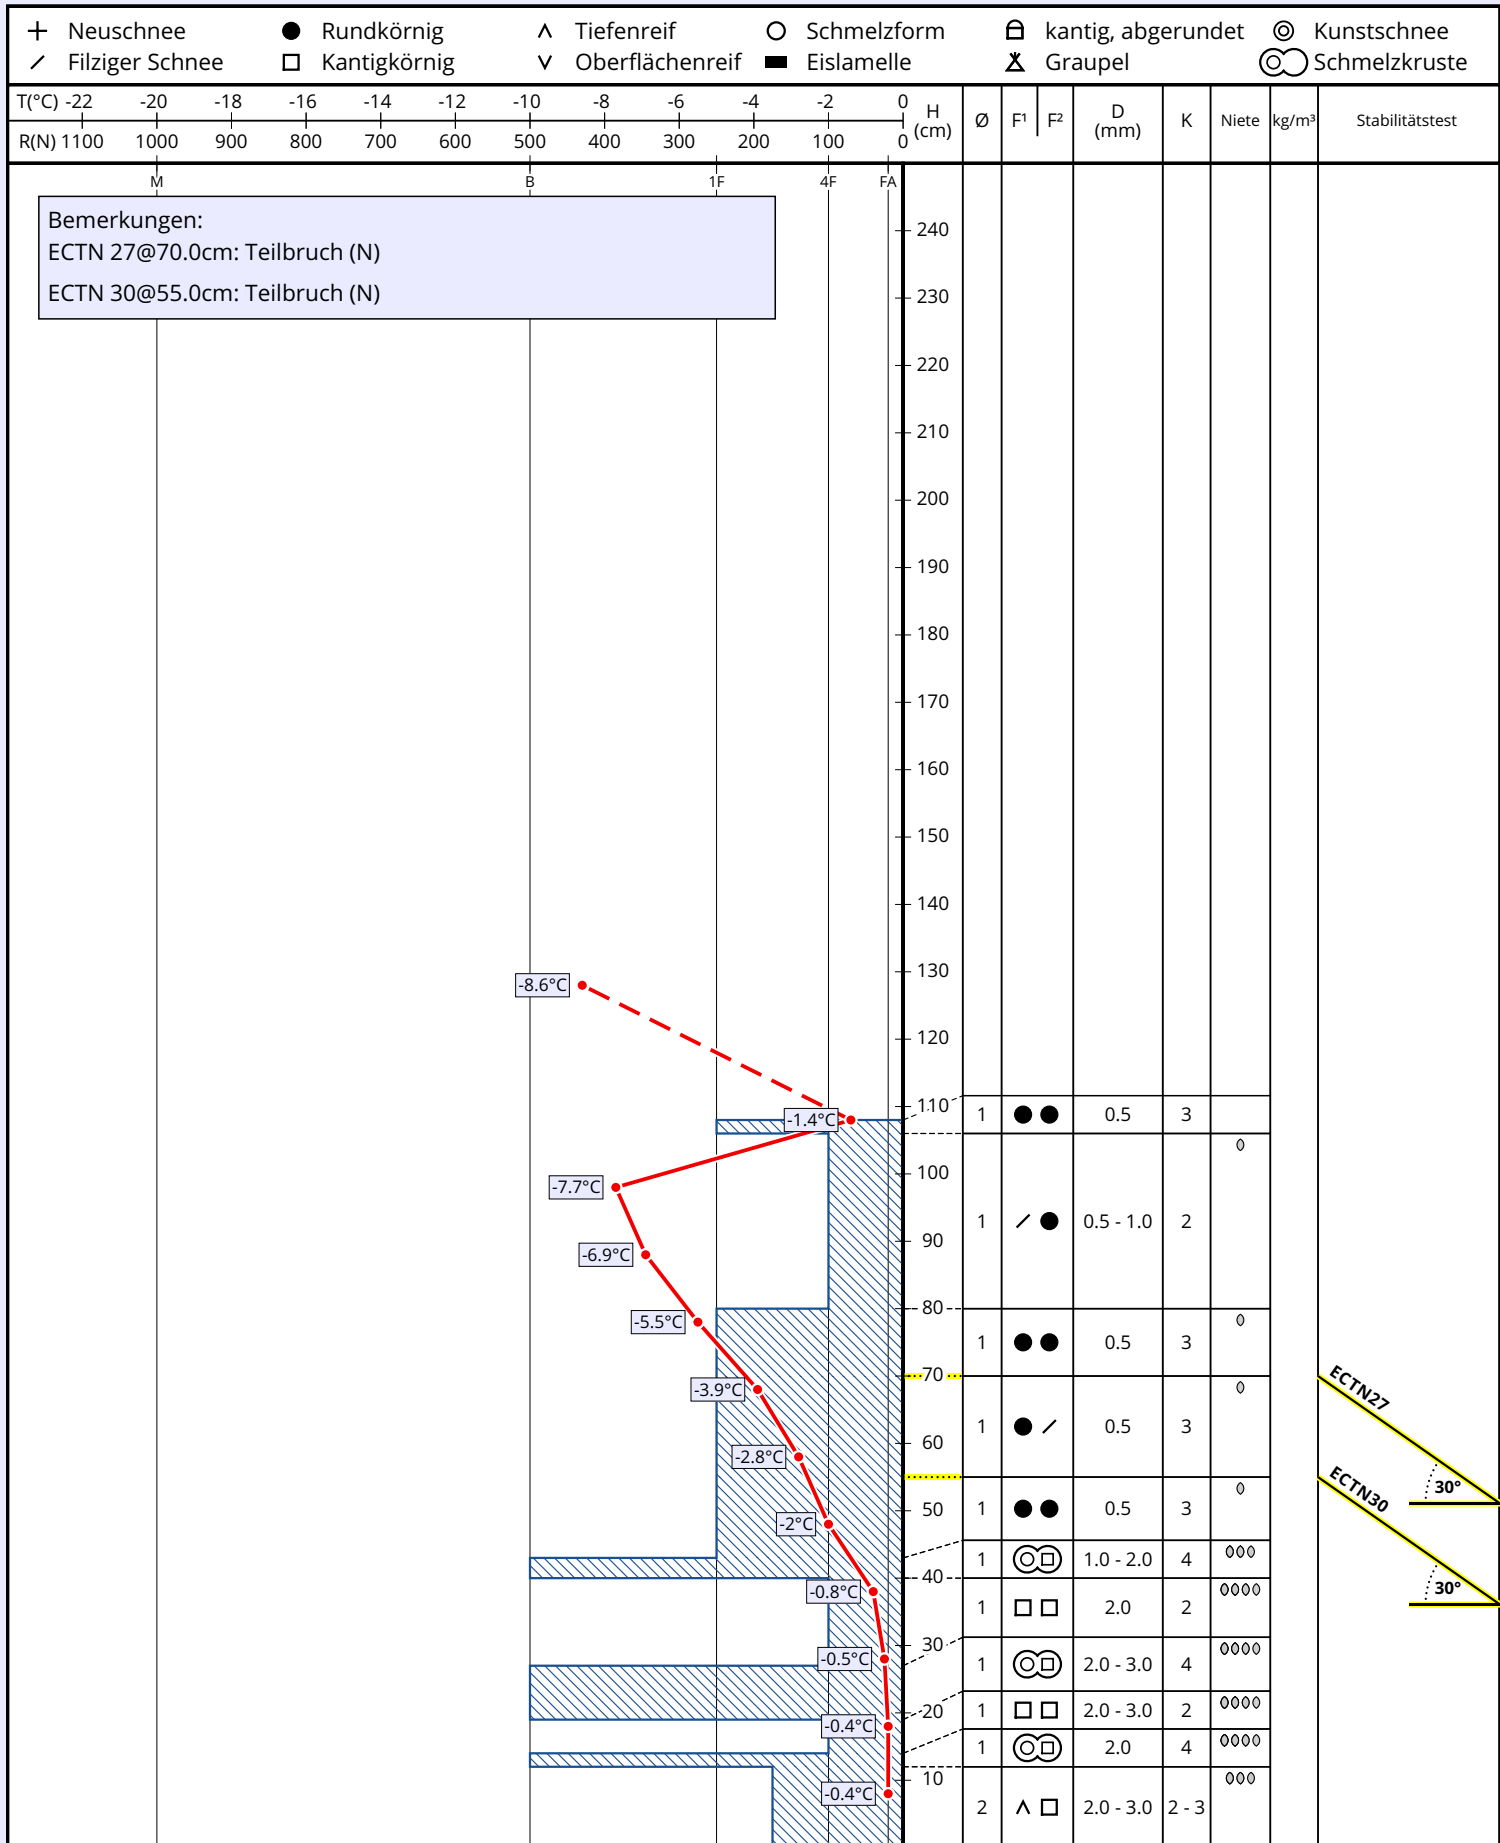 Neuschnee Rundkörnig Tiefenreif Schmelzform kantig, abgerundet Kunstschnee
Filziger Schnee Kantigkörnig Oberflächenreif Eislamelle Graupel Schmelzkruste
T(°C) -22 -20 -18 -16 -14 -12 -10 -8 -6 -4 -2 0
R(N) 1100 1000 900 800 700 600 500 400 300 200 100 0
H (cm) Ø F¹ F² D (mm) K Niete kg/m³ Stabilitätstest
M B 1F 4F FA
Bemerkungen:
ECTN 27@70.0cm: Teilbruch (N)
ECTN 30@55.0cm: Teilbruch (N)
240
230
220
210
200
190
180
170
160
150
140
130
-8.6°C
120
110
-1.4°C
1 0.5 3
100
-7.7°C
1 0.5 - 1.0 2
90
-6.9°C
80
-5.5°C
1 0.5 3
70
-3.9°C
ECTN27
1 0.5 3
60
-2.8°C
30°
50
1 0.5 3
ECTN30
-2°C
1 1.0 - 2.0 4
40
-0.8°C
30°
1 2.0 2
30
-0.5°C
1 2.0 - 3.0 4
20
1 2.0 - 3.0 2
-0.4°C
1 2.0 4
10
-0.4°C
2 2.0 - 3.0 2 - 3